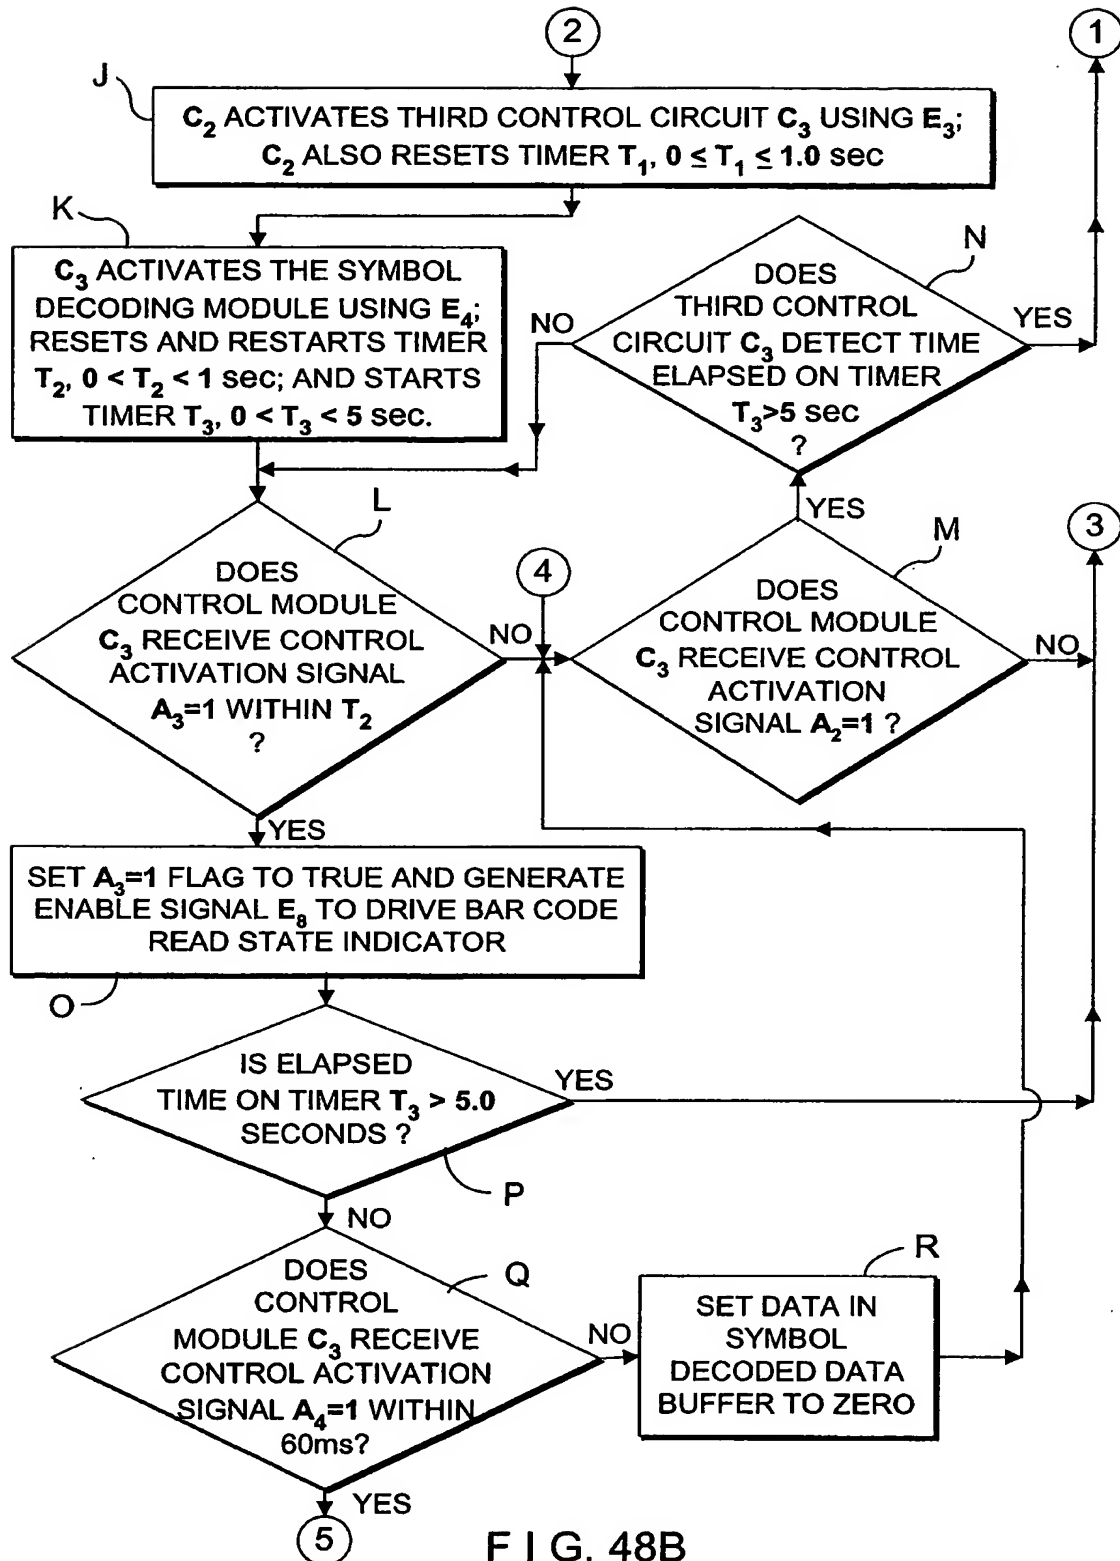 2
1
J
C₂ ACTIVATES THIRD CONTROL CIRCUIT C₃ USING E₃;
C₂ ALSO RESETS TIMER T₁, 0 ≤ T₁ ≤ 1.0 sec
K
C₃ ACTIVATES THE SYMBOL
DECODING MODULE USING E₄;
RESETS AND RESTARTS TIMER
T₂, 0 < T₂ < 1 sec; AND STARTS
TIMER T₃, 0 < T₃ < 5 sec.
N
DOES
THIRD CONTROL
CIRCUIT C₃ DETECT TIME
ELAPSED ON TIMER
T₃>5 sec
?
NO
YES
L
DOES
CONTROL MODULE
C₃ RECEIVE CONTROL
ACTIVATION SIGNAL
A₃=1 WITHIN T₂
?
NO
4
YES
M
DOES
CONTROL MODULE
C₃ RECEIVE CONTROL
ACTIVATION
SIGNAL A₂=1 ?
NO
3
YES
SET A₃=1 FLAG TO TRUE AND GENERATE
ENABLE SIGNAL E₈ TO DRIVE BAR CODE
READ STATE INDICATOR
O
IS ELAPSED
TIME ON TIMER T₃ > 5.0
SECONDS ?
YES
P
NO
DOES
CONTROL
MODULE C₃ RECEIVE
CONTROL ACTIVATION
SIGNAL A₄=1 WITHIN
60ms?
Q
NO
R
SET DATA IN
SYMBOL
DECODED DATA
BUFFER TO ZERO
YES
5
FIG. 48B